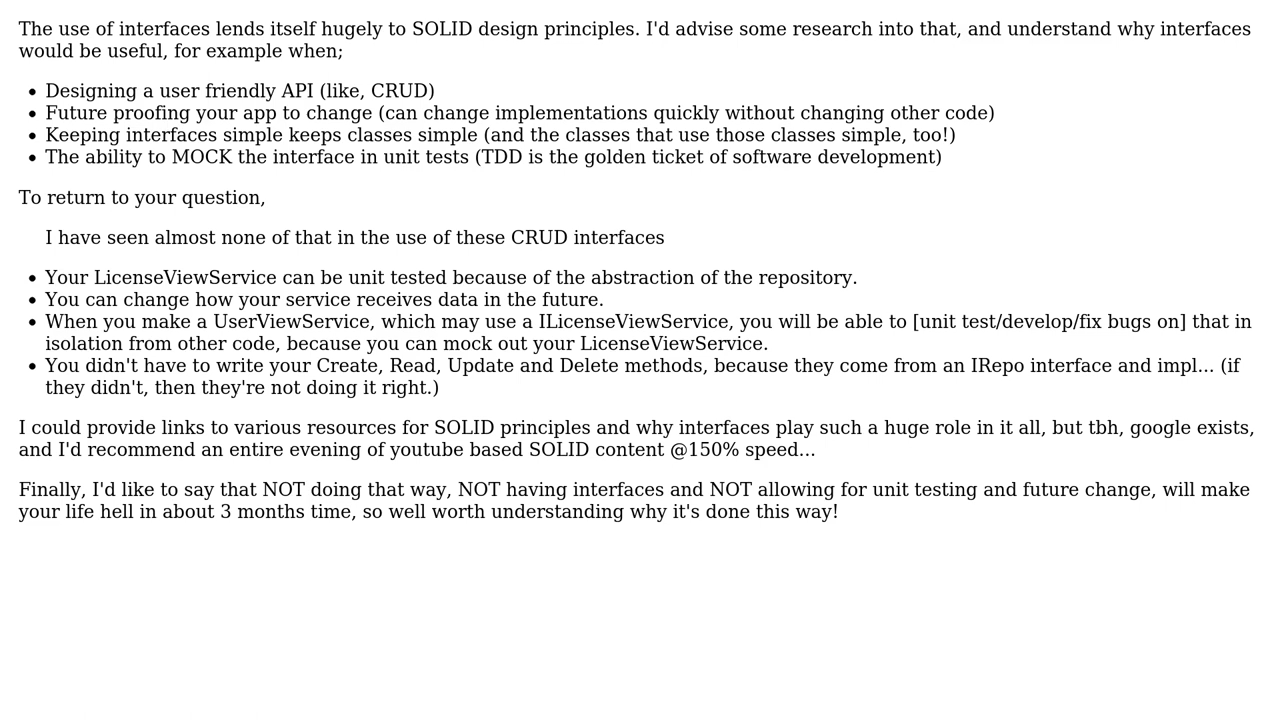 The use of interfaces lends itself hugely to SOLID design principles. I'd advise some research into that, and understand why interfaces
would be useful, for example when;
• Designing a user friendly API (like, CRUD)
• Future proofing your app to change (can change implementations quickly without changing other code)
• Keeping interfaces simple keeps classes simple (and the classes that use those classes simple, too!)
• The ability to MOCK the interface in unit tests (TDD is the golden ticket of software development)
To return to your question,
I have seen almost none of that in the use of these CRUD interfaces
• Your LicenseViewService can be unit tested because of the abstraction of the repository.
• You can change how your service receives data in the future.
• When you make a UserViewService, which may use a ILicenseViewService, you will be able to [unit test/develop/fix bugs on] that in
isolation from other code, because you can mock out your LicenseViewService.
• You didn't have to write your Create, Read, Update and Delete methods, because they come from an IRepo interface and impl... (if
they didn't, then they're not doing it right.)
I could provide links to various resources for SOLID principles and why interfaces play such a huge role in it all, but tbh, google exists,
and I'd recommend an entire evening of youtube based SOLID content @150% speed...
Finally, I'd like to say that NOT doing that way, NOT having interfaces and NOT allowing for unit testing and future change, will make
your life hell in about 3 months time, so well worth understanding why it's done this way!